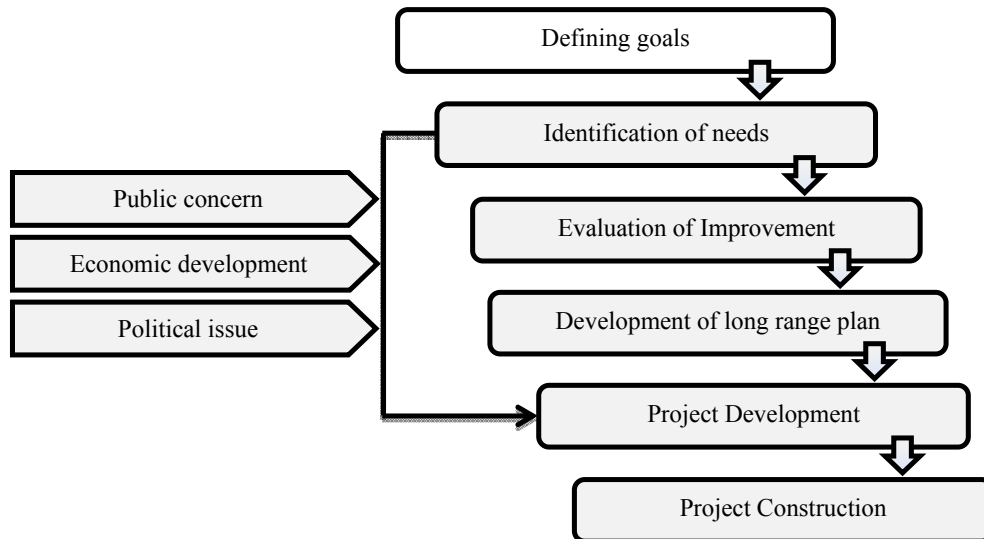 Defining goals
Identification of needs
Public concern
Evaluation of Improvement
Economic development
Political issue
Development of long range plan
Project Development
Project Construction